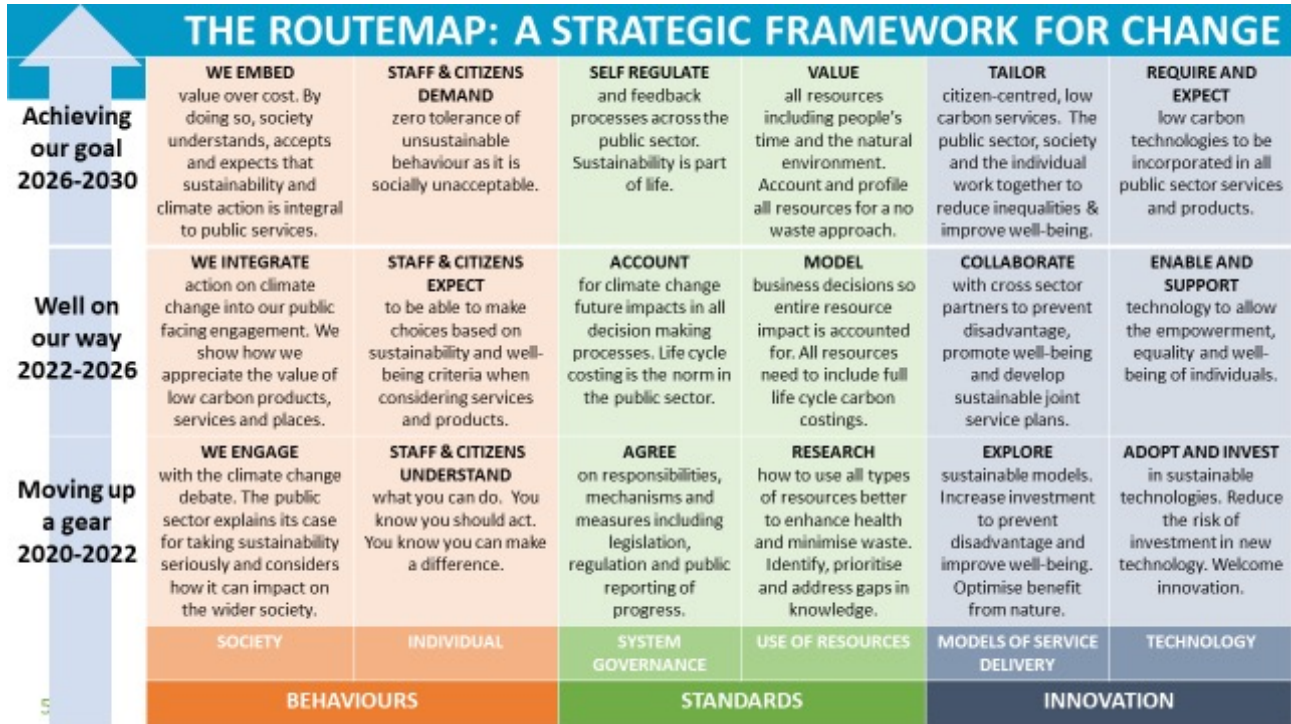 THE ROUTEMAP: A STRATEGIC FRAMEWORK FOR CHANGE
Achieving
our goal
2026-2030
WE EMBED
value over cost. By
doing so, society
understands, accepts
and expects that
sustainability and
climate action is integral
to public services.
STAFF & CITIZENS
DEMAND
zero tolerance of
unsustainable
behaviour as it is
socially unacceptable.
SELF REGULATE
and feedback
processes across the
public sector.
Sustainability is part
of life.
VALUE
all resources
including people's
time and the natural
environment.
Account and profile
all resources for a no
waste approach.
TAILOR
citizen-centred, low
carbon services. The
public sector, society
and the individual
work together to
reduce inequalities &
improve well-being.
REQUIRE AND
EXPECT
low carbon
technologies to be
incorporated in all
public sector services
and products.
Well on
our way
2022-2026
WE INTEGRATE
action on climate
change into our public
facing engagement. We
show how we
appreciate the value of
low carbon products,
services and places.
STAFF & CITIZENS
EXPECT
to be able to make
choices based on
sustainability and well-
being criteria when
considering services
and products.
ACCOUNT
for climate change
future impacts in all
decision making
processes. Life cycle
costing is the norm in
the public sector.
MODEL
business decisions so
entire resource
impact is accounted
for. All resources
need to include full
life cycle carbon
costings.
COLLABORATE
with cross sector
partners to prevent
disadvantage,
promote well-being
and develop
sustainable joint
service plans.
ENABLE AND
SUPPORT
technology to allow
the empowerment,
equality and well-
being of individuals.
Moving up
a gear
2020-2022
WE ENGAGE
with the climate change
debate. The public
sector explains its case
for taking sustainability
seriously and considers
how it can impact on
the wider society.
STAFF & CITIZENS
UNDERSTAND
what you can do. You
know you should act.
You know you can make
a difference.
AGREE
on responsibilities,
mechanisms and
measures including
legislation,
regulation and public
reporting of
progress.
RESEARCH
how to use all types
of resources better
to enhance health
and minimise waste.
Identify, prioritise
and address gaps in
knowledge.
EXPLORE
sustainable models.
Increase investment
to prevent
disadvantage and
improve well-being.
Optimise benefit
from nature.
ADOPT AND INVEST
in sustainable
technologies. Reduce
the risk of
investment in new
technology. Welcome
innovation.
SOCIETY
INDIVIDUAL
SYSTEM
GOVERNANCE
USE OF RESOURCES
MODELS OF SERVICE
DELIVERY
TECHNOLOGY
5
BEHAVIOURS
STANDARDS
INNOVATION